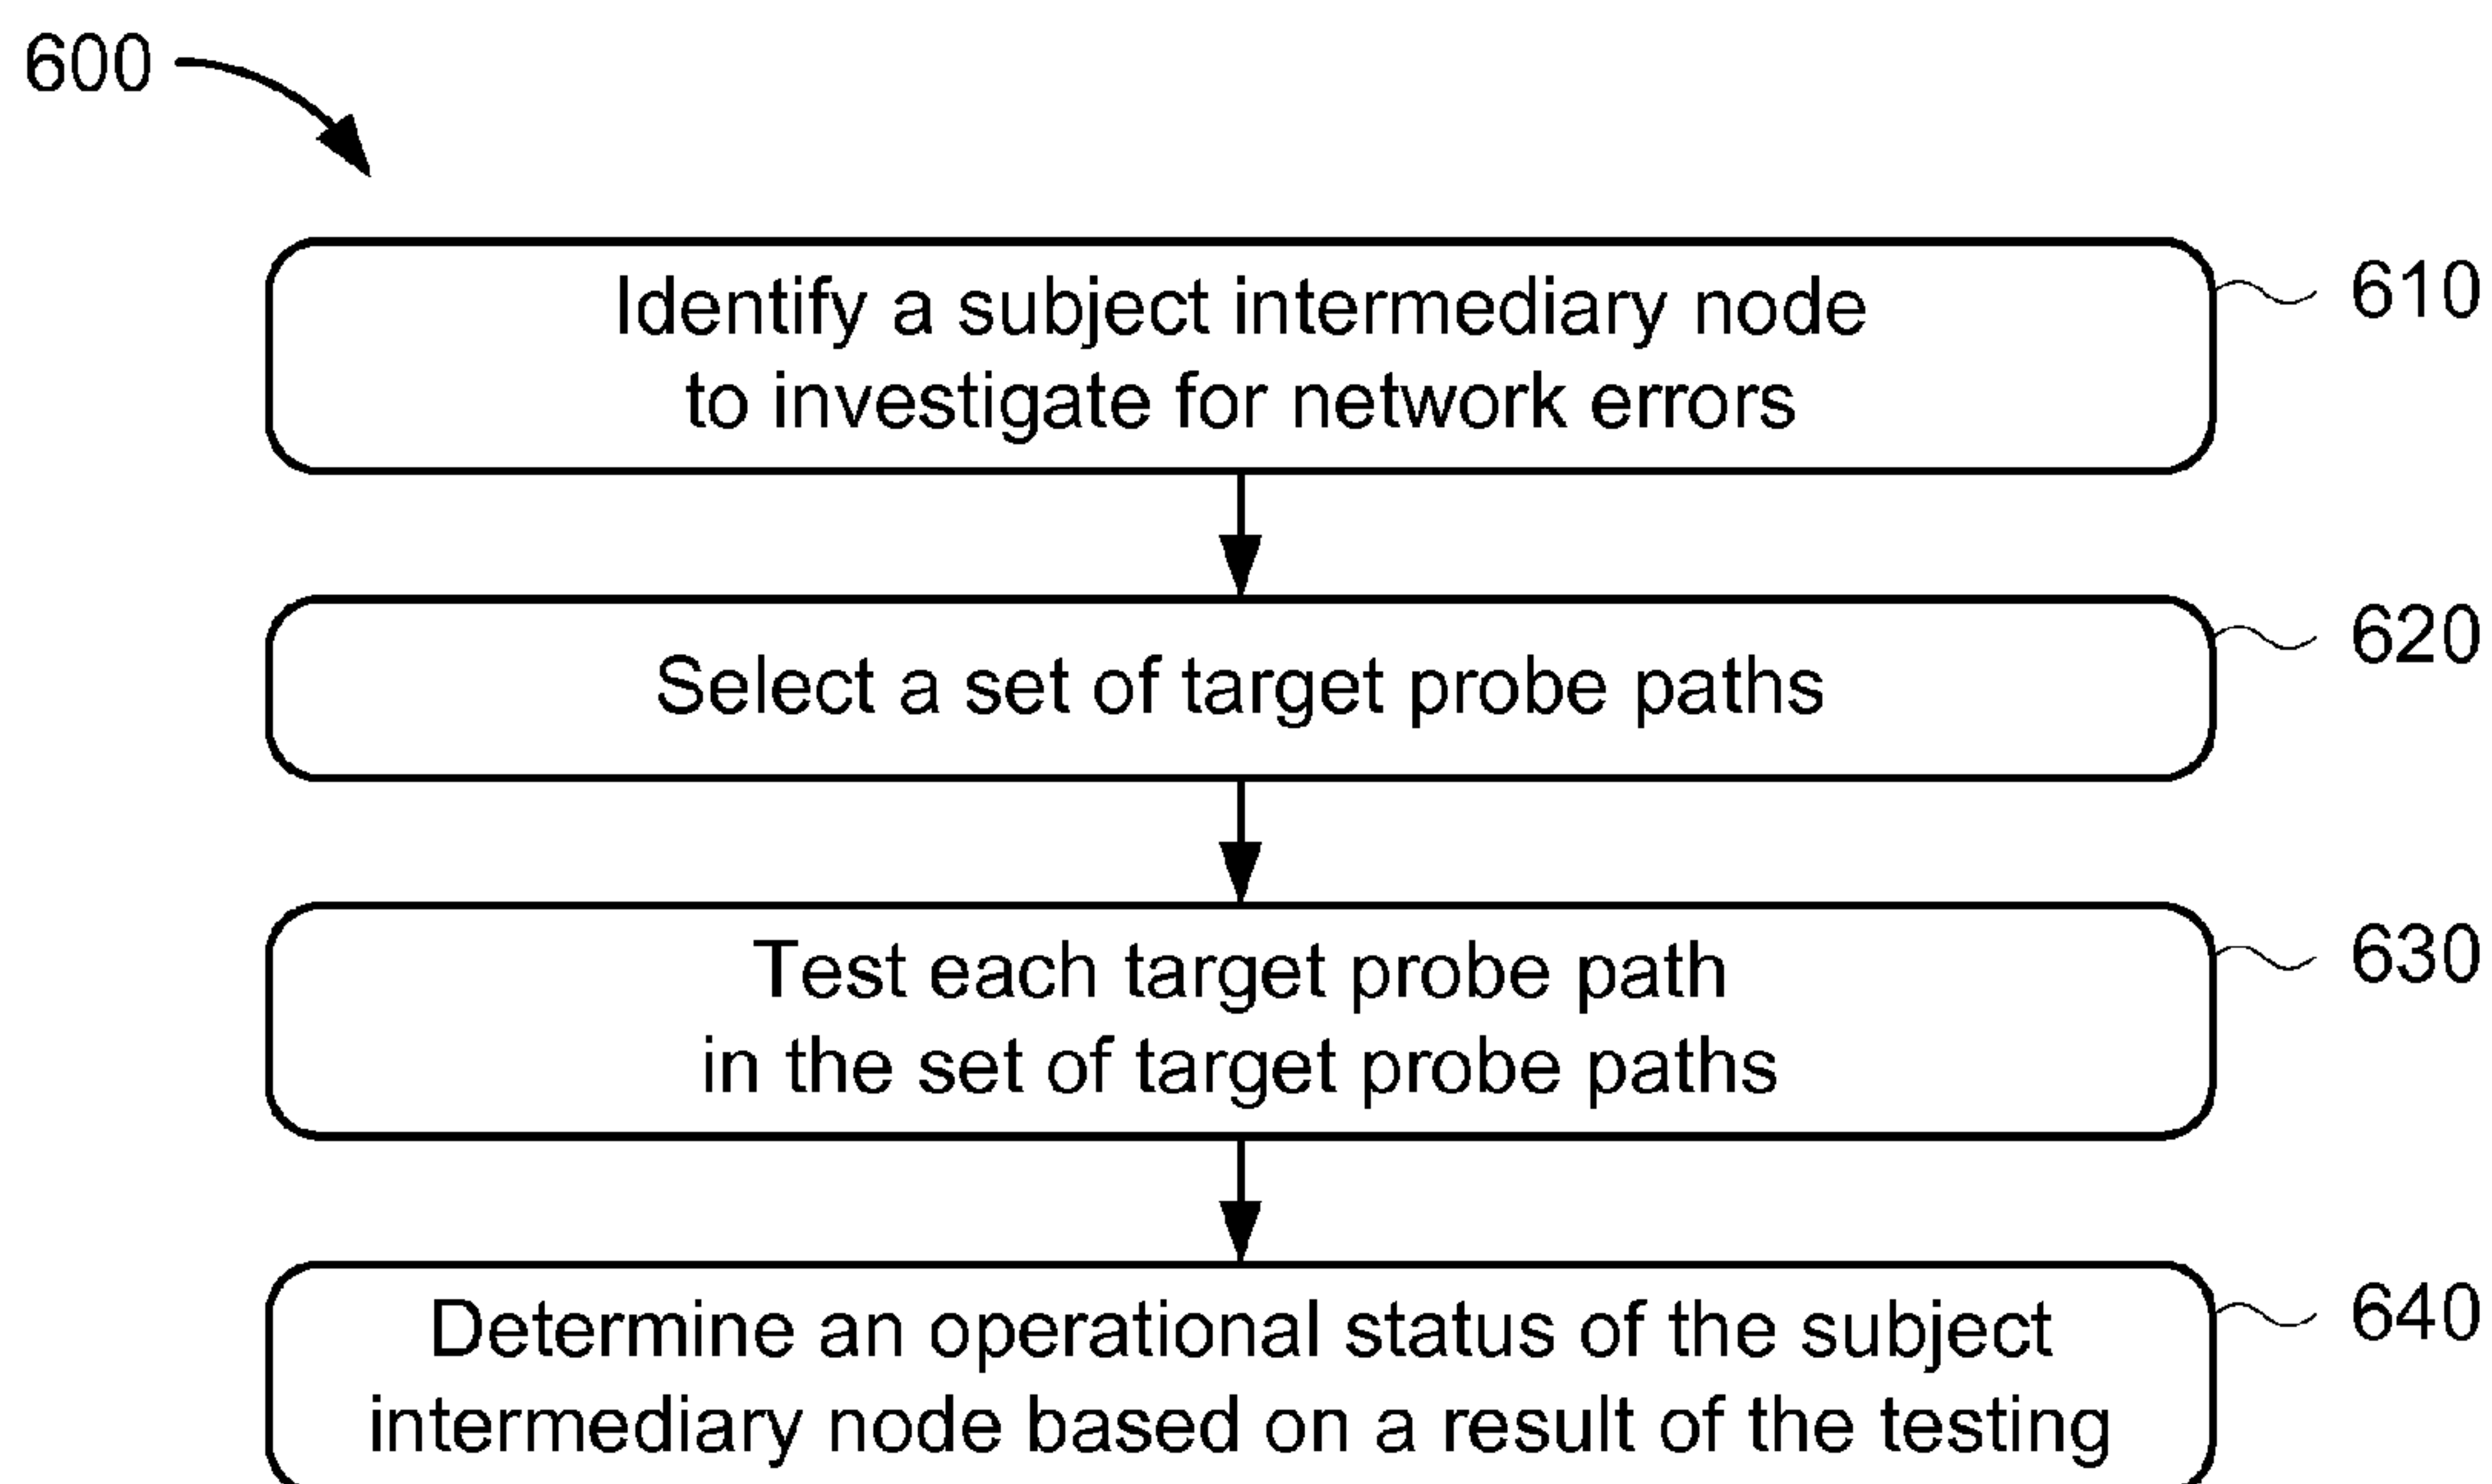 600
Identify a subject intermediary node
to investigate for network errors
610
Select a set of target probe paths
620
Test each target probe path
in the set of target probe paths
630
Determine an operational status of the subject
intermediary node based on a result of the testing
640